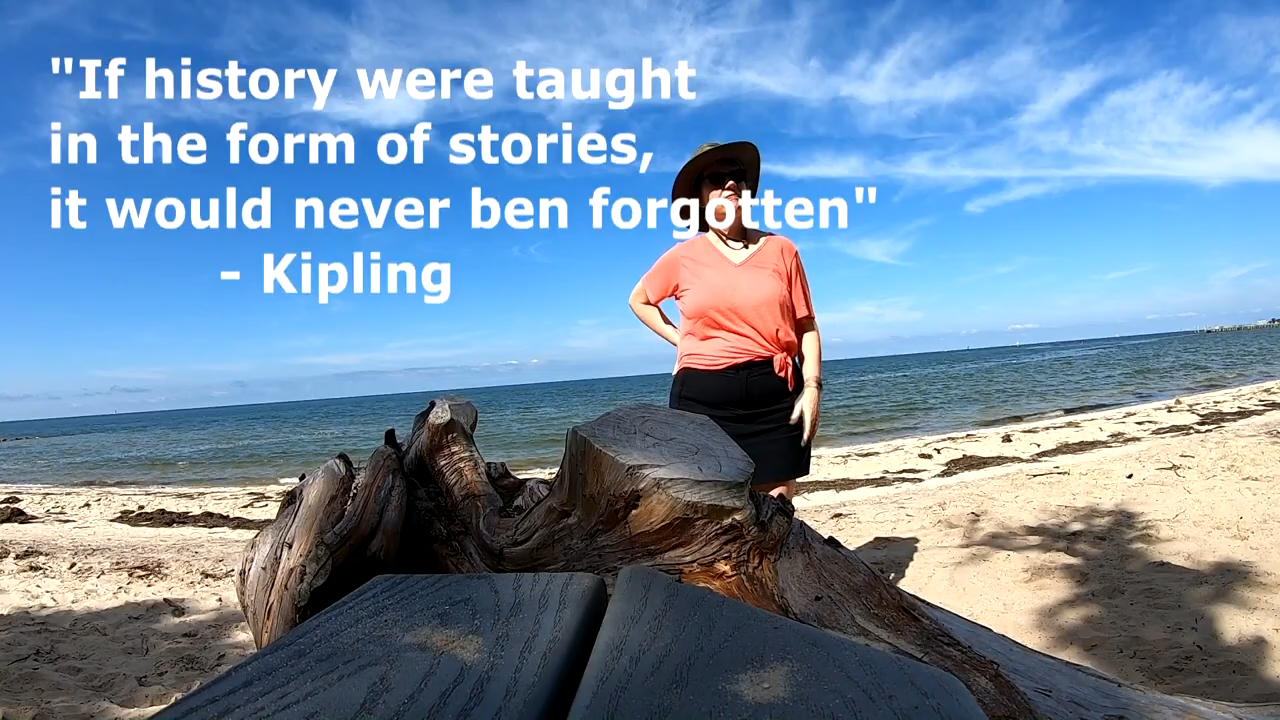 "If history were taught
in the form of stories,
it would never ben forgotten"
- Kipling